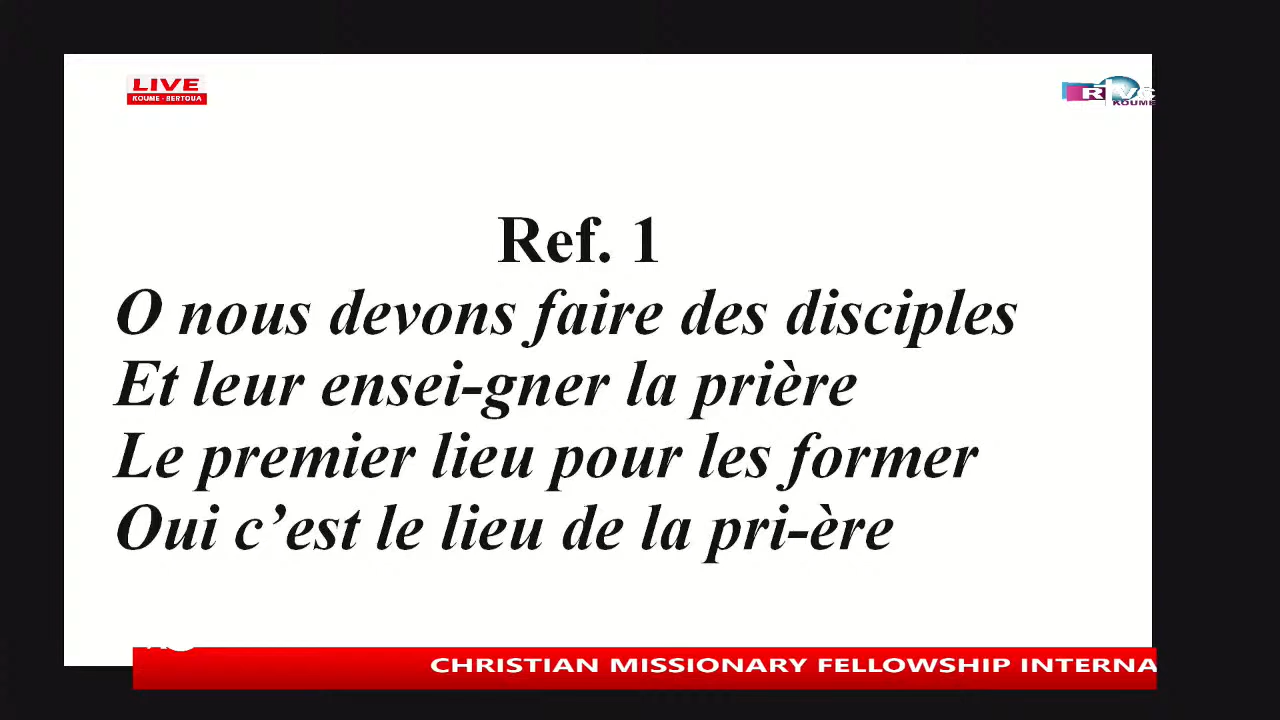 LIVE
KOUME - BERTOUA
KOUME
Ref. 1
O nous devons faire des disciples
Et leur ensei-gner la prière
Le premier lieu pour les former
Oui c’est le lieu de la pri-ère
CHRISTIAN MISSIONARY FELLOWSHIP INTERNA